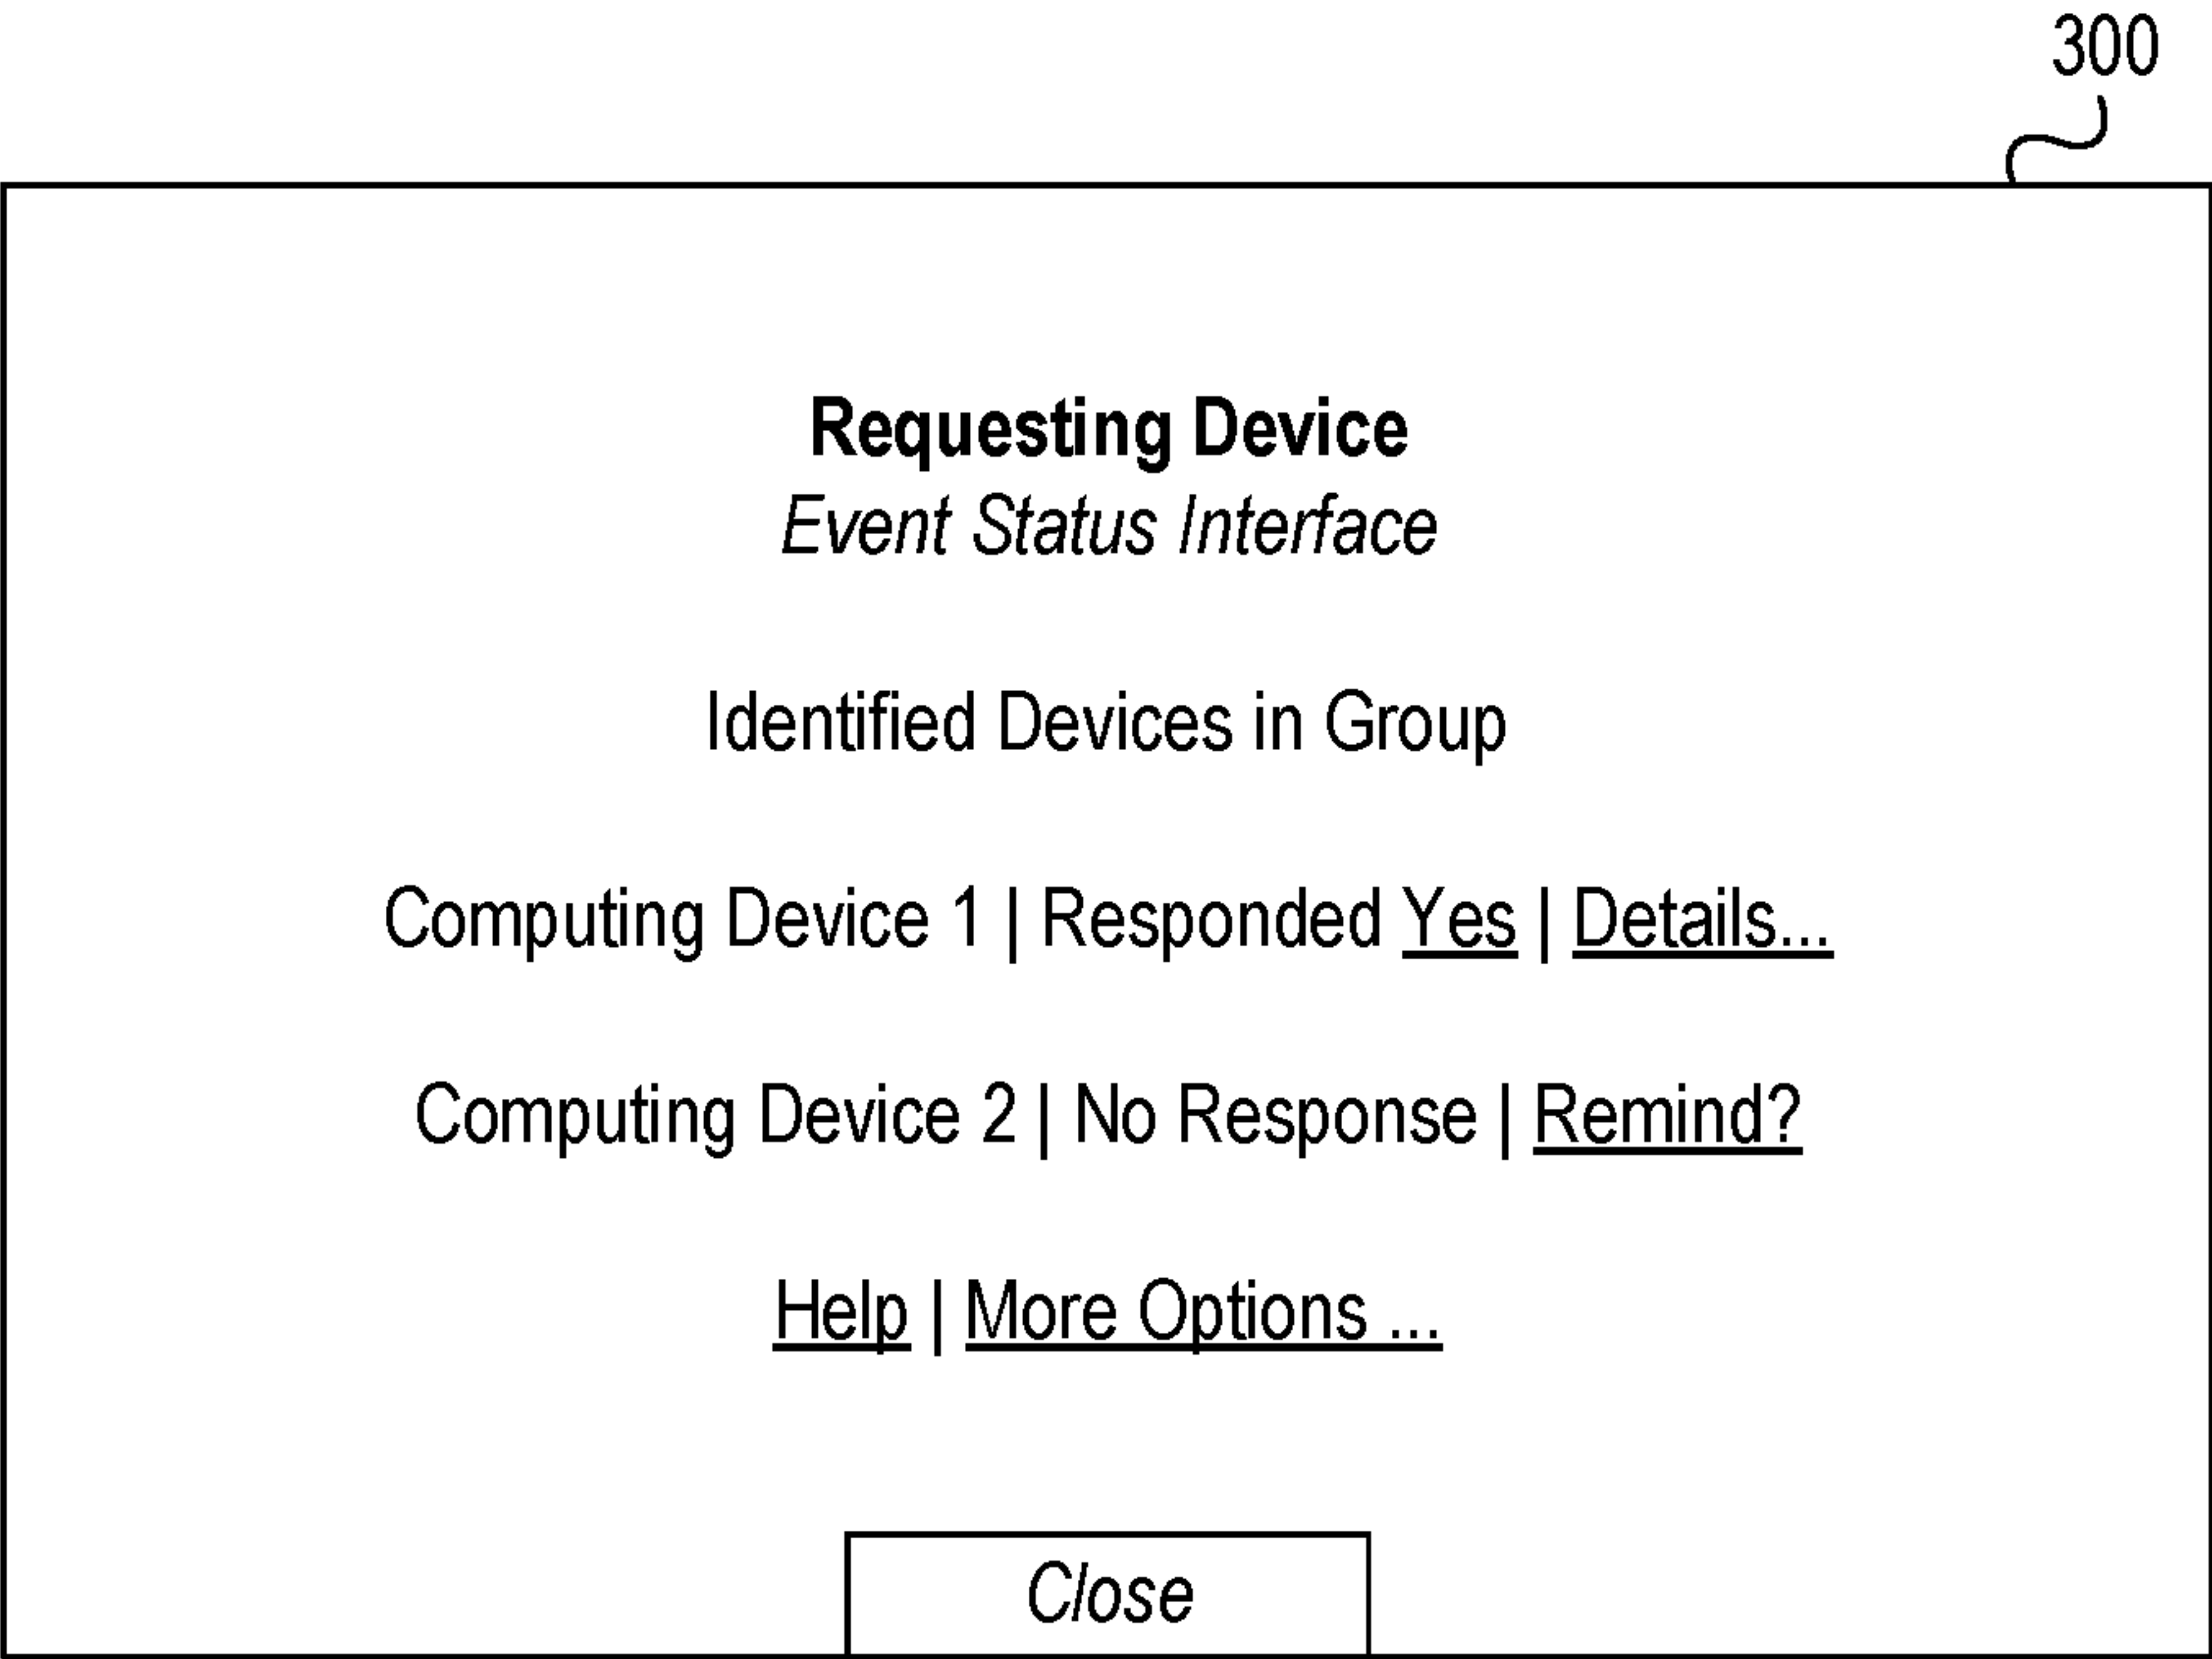 300
Requesting Device
Event Status Interface
Identified Devices in Group
Computing Device 1 | Responded Yes | Details...
Computing Device 2 | No Response | Remind?
Help | More Options ...
Close